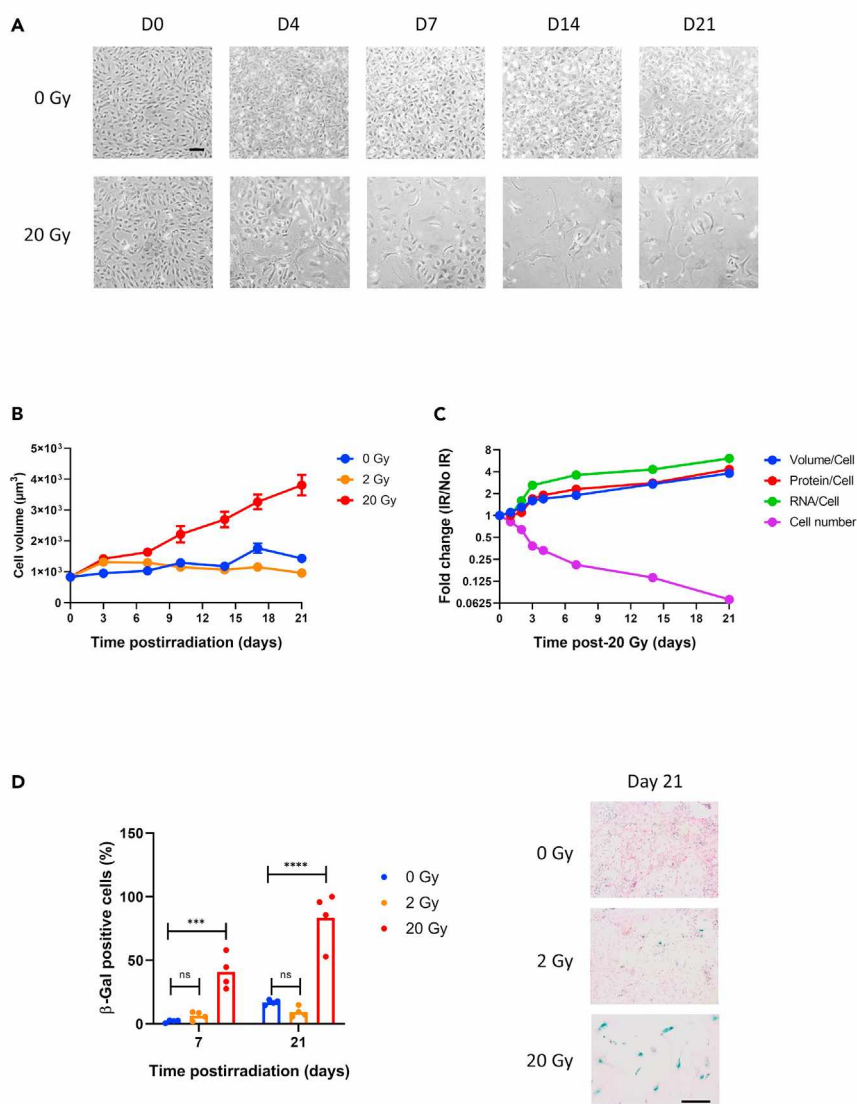 A
D0 D4 D7 D14 D21
0 Gy
20 Gy
B
Cell volume (µm³)
5×10³
4×10³
3×10³
2×10³
1×10³
0
0 3 6 9 12 15 18 21
Time postirradiation (days)
0 Gy
2 Gy
20 Gy
C
Fold change (IR/No IR)
8
4
2
1
0.5
0.25
0.125
0.0625
0 3 6 9 12 15 18 21
Time post-20 Gy (days)
Volume/Cell
Protein/Cell
RNA/Cell
Cell number
D
β-Gal positive cells (%)
150
100
50
0
ns
***
ns
****
7 21
Time postirradiation (days)
0 Gy
2 Gy
20 Gy
Day 21
0 Gy
2 Gy
20 Gy